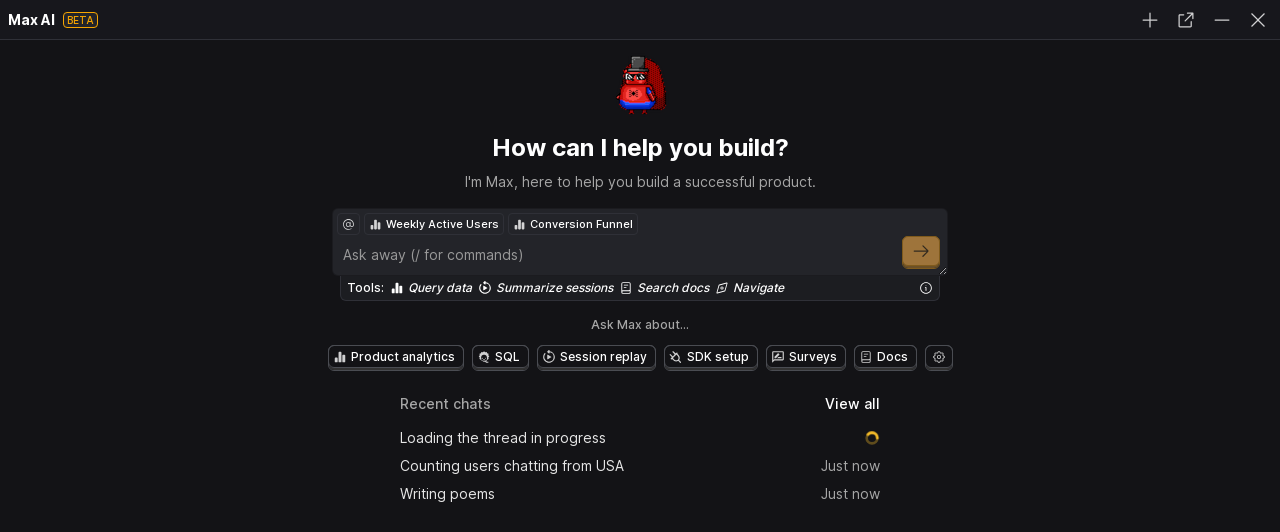 Max AI BETA
How can I help you build?
I'm Max, here to help you build a successful product.
@ Weekly Active Users Conversion Funnel
Ask away (/ for commands)
Tools: Query data Summarize sessions Search docs Navigate
Ask Max about...
Product analytics SQL Session replay SDK setup Surveys Docs
Recent chats View all
Loading the thread in progress
Counting users chatting from USA Just now
Writing poems Just now